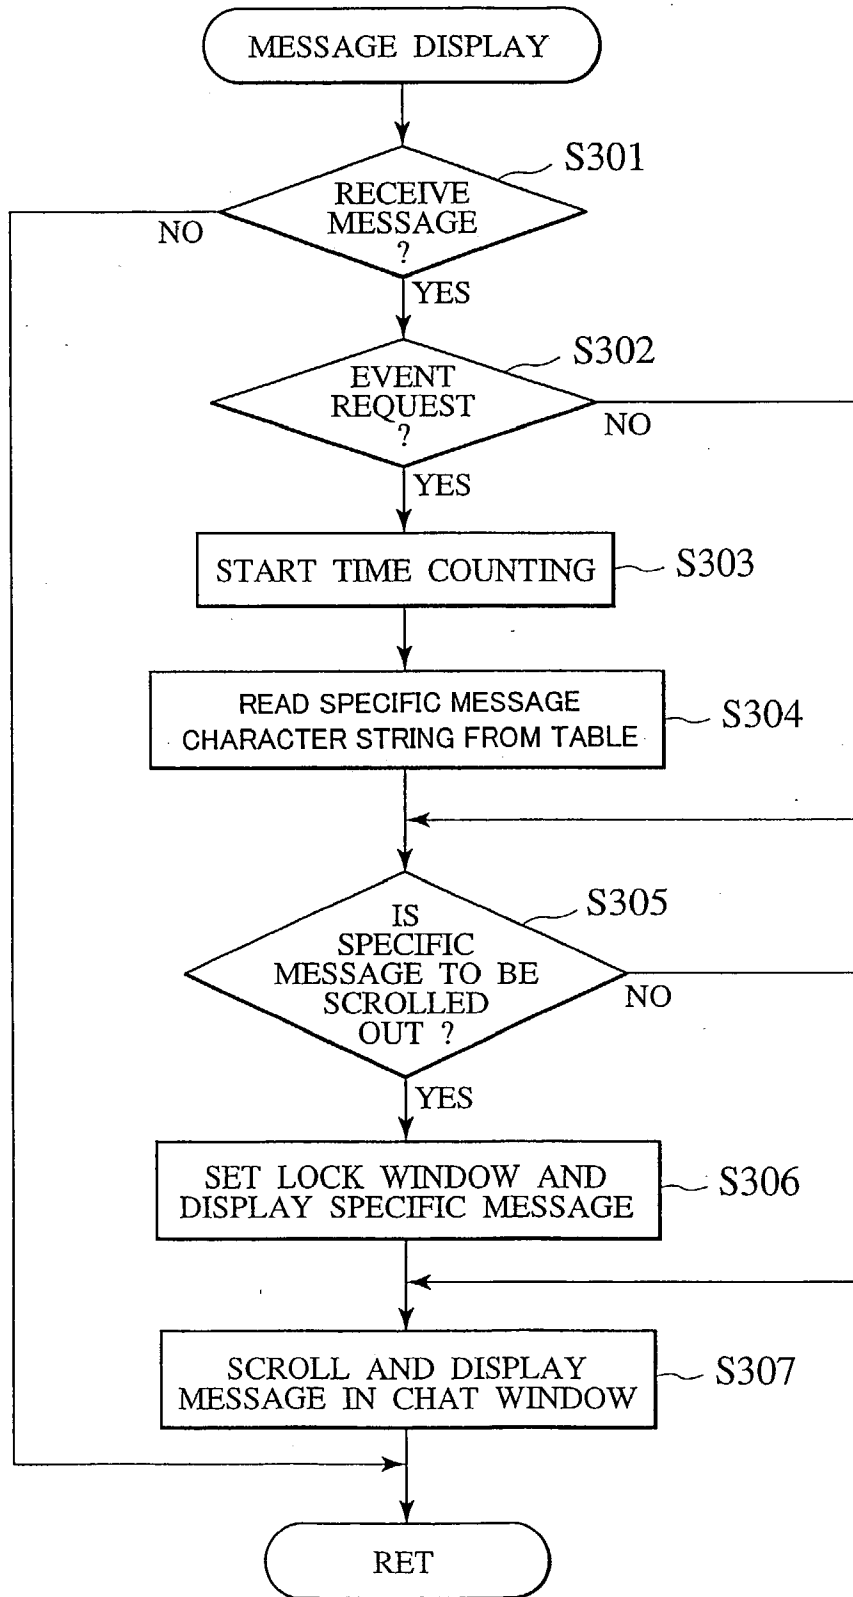 MESSAGE DISPLAY
S301
RECEIVE
MESSAGE
?
NO
YES
S302
EVENT
REQUEST
?
NO
YES
START TIME COUNTING
S303
READ SPECIFIC MESSAGE
CHARACTER STRING FROM TABLE
S304
S305
IS
SPECIFIC
MESSAGE TO BE
SCROLLED
OUT ?
NO
YES
SET LOCK WINDOW AND
DISPLAY SPECIFIC MESSAGE
S306
SCROLL AND DISPLAY
MESSAGE IN CHAT WINDOW
S307
RET